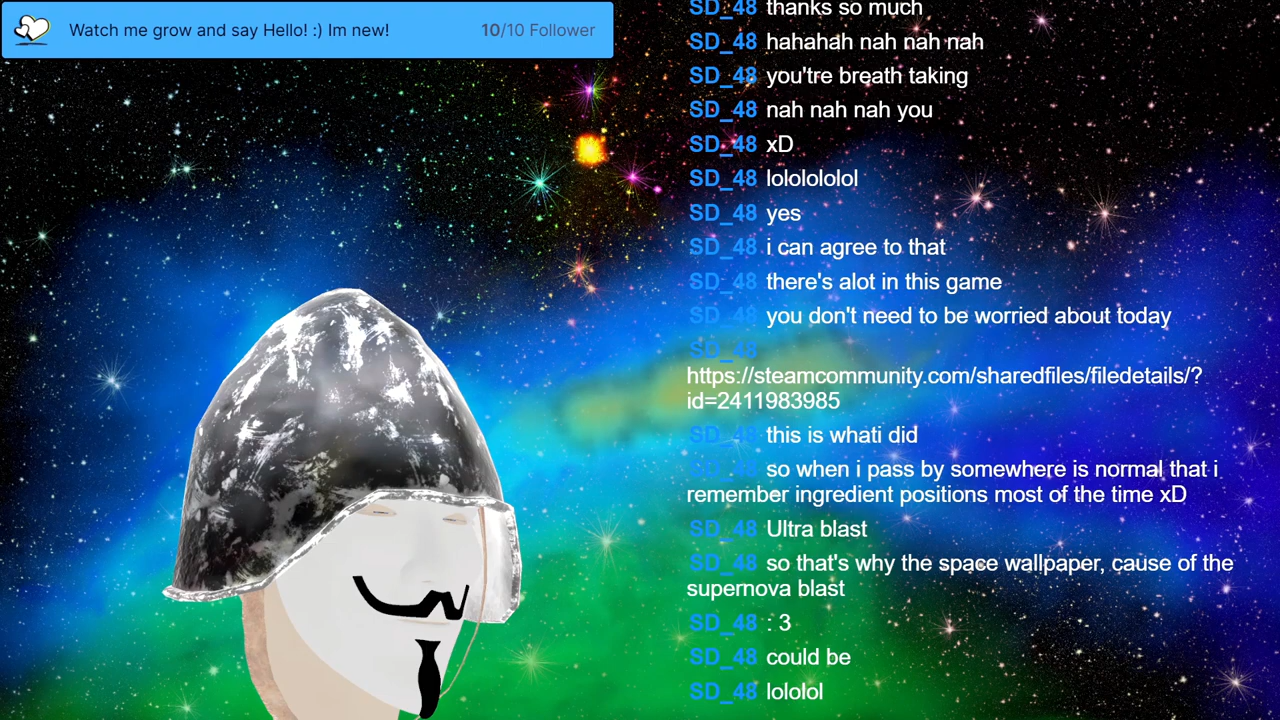 Watch me grow and say Hello! :) Im new! 10/10 Follower
SD_48 thanks so much
SD_48 hahahah nah nah nah
SD_48 you'tre breath taking
SD_48 nah nah nah you
SD_48 xD
SD_48 lolololololol
SD_48 yes
SD_48 i can agree to that
SD_48 there's alot in this game
SD_48 you don't need to be worried about today
SD_48
https://steamcommunity.com/sharedfiles/filedetails/?
id=2411983985
SD_48 this is whati did
SD_48 so when i pass by somewhere is normal that i
remember ingredient positions most of the time xD
SD_48 Ultra blast
SD_48 so that's why the space wallpaper, cause of the
supernova blast
SD_48 : 3
SD_48 could be
SD_48 lololol